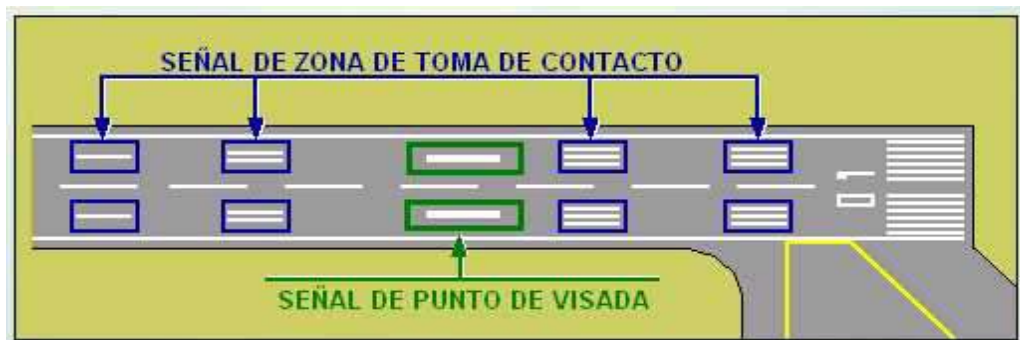 SEÑAL DE ZONA DE TOMA DE CONTACTO
SEÑAL DE PUNTO DE VISADA